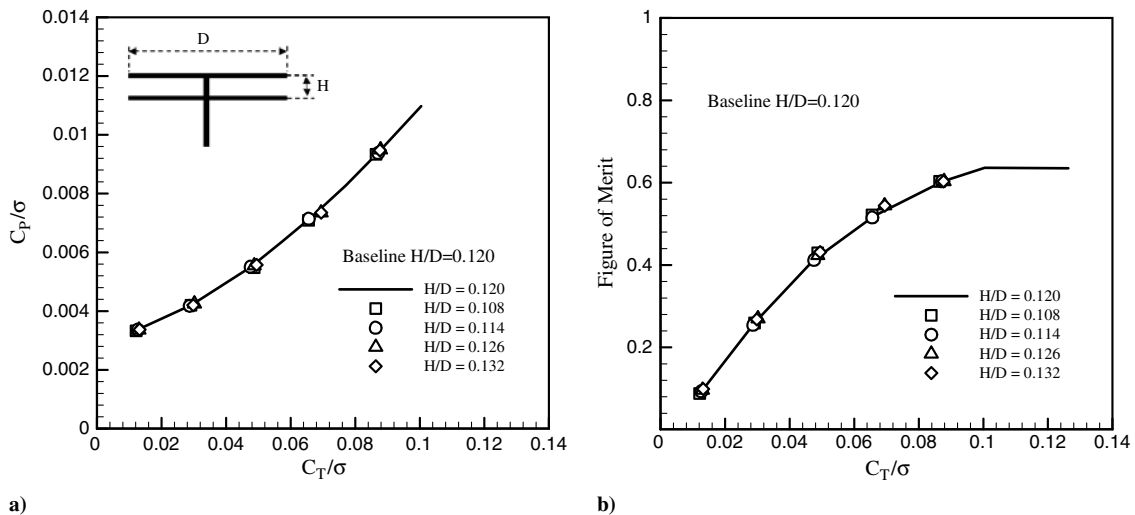 0.014
0.012
0.01
0.008
0.006
0.004
0.002
0
C_P/σ
D
H
Baseline H/D=0.120
H/D = 0.120
H/D = 0.108
H/D = 0.114
H/D = 0.126
H/D = 0.132
0 0.02 0.04 0.06 0.08 0.1 0.12 0.14
C_T/σ
a)
1
0.8
0.6
0.4
0.2
Figure of Merit
Baseline H/D=0.120
H/D = 0.120
H/D = 0.108
H/D = 0.114
H/D = 0.126
H/D = 0.132
0 0.02 0.04 0.06 0.08 0.1 0.12 0.14
C_T/σ
b)